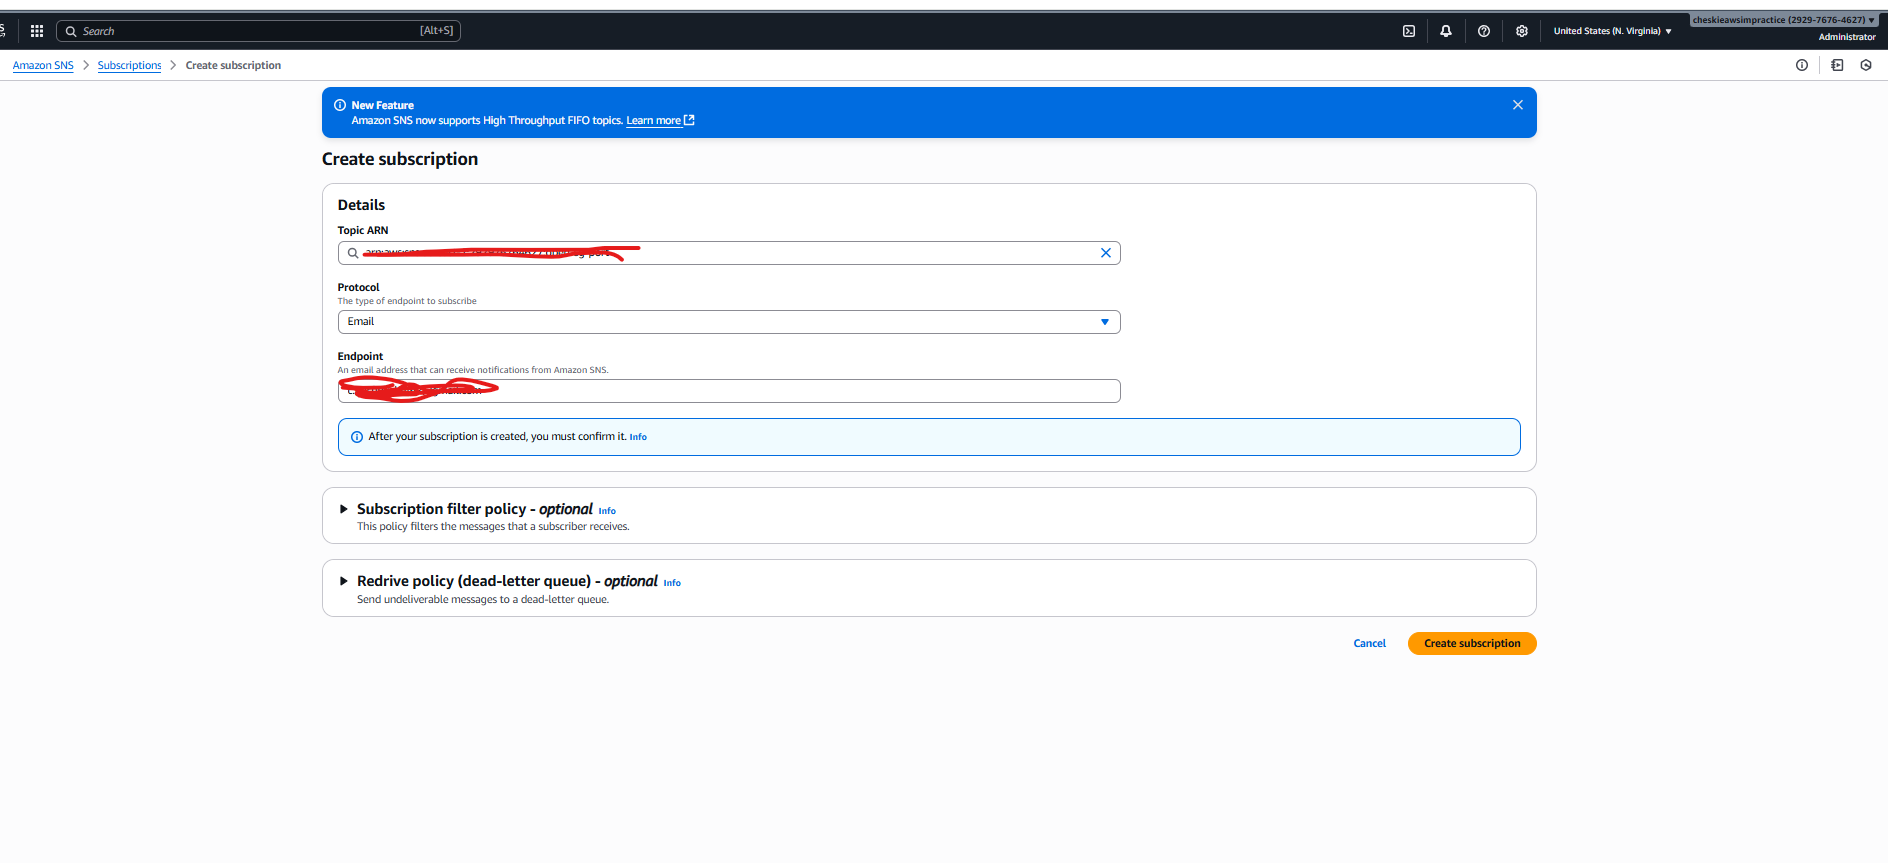 Search [Alt+S]
United States (N. Virginia)
cheskieawsimpractice (2929-7676-4627)
Administrator
Amazon SNS > Subscriptions > Create subscription
New Feature
Amazon SNS now supports High Throughput FIFO topics. Learn more
Create subscription
Details
Topic ARN
Protocol
The type of endpoint to subscribe
Email
Endpoint
An email address that can receive notifications from Amazon SNS.
After your subscription is created, you must confirm it. Info
Subscription filter policy - optional Info
This policy filters the messages that a subscriber receives.
Redrive policy (dead-letter queue) - optional Info
Send undeliverable messages to a dead-letter queue.
Cancel Create subscription